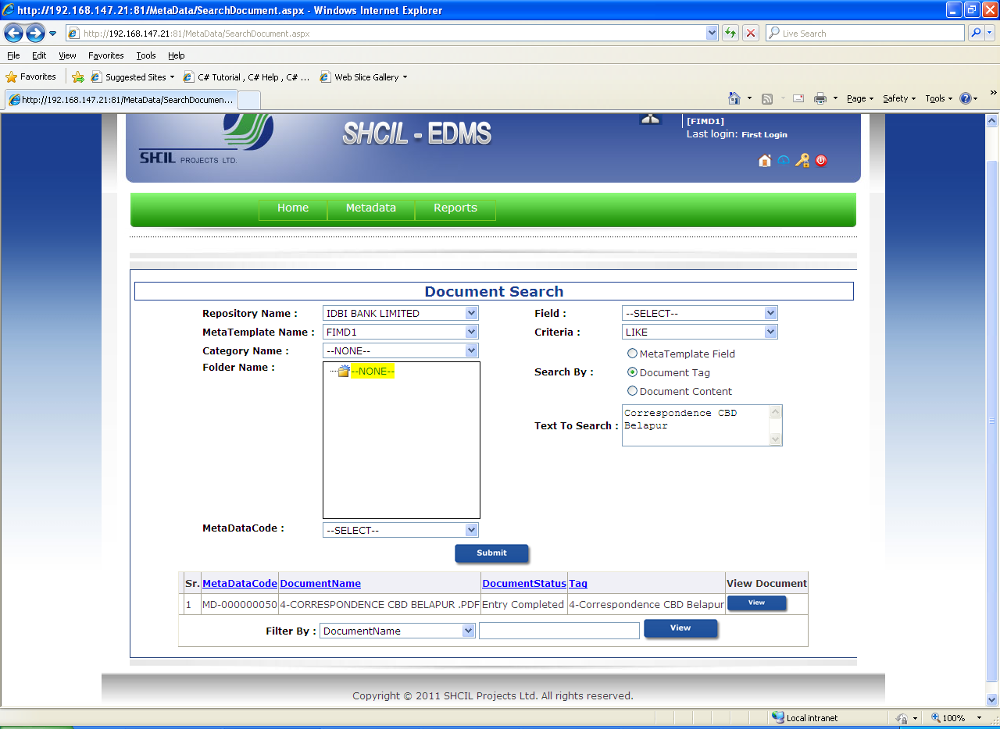 http://192.168.147.21:81/MetaData/SearchDocument.aspx - Windows Internet Explorer
http://192.168.147.21:81/MetaData/SearchDocument.aspx
Live Search
File Edit View Favorites Tools Help
Favorites Suggested Sites C# Tutorial , C# Help , C# ... Web Slice Gallery
http://192.168.147.21:81/MetaData/SearchDocumen... Page Safety Tools
SHCIL PROJECTS LTD.
SHCIL - EDMS
[FIMD1]
Last login: First Login
Home Metadata Reports
Document Search
Repository Name : IDBI BANK LIMITED Field : --SELECT--
MetaTemplate Name : FIMD1 Criteria : LIKE
Category Name : --NONE-- MetaTemplate Field
Folder Name : --NONE-- Search By : Document Tag
Document Content
Text To Search : Correspondence CBD
Belapur
MetaDataCode : --SELECT--
Submit
Sr. MetaDataCode DocumentName DocumentStatus Tag View Document
1 MD-000000050 4-CORRESPONDENCE CBD BELAPUR .PDF Entry Completed 4-Correspondence CBD Belapur View
Filter By : DocumentName View
Copyright © 2011 SHCIL Projects Ltd. All rights reserved.
Local intranet 100%